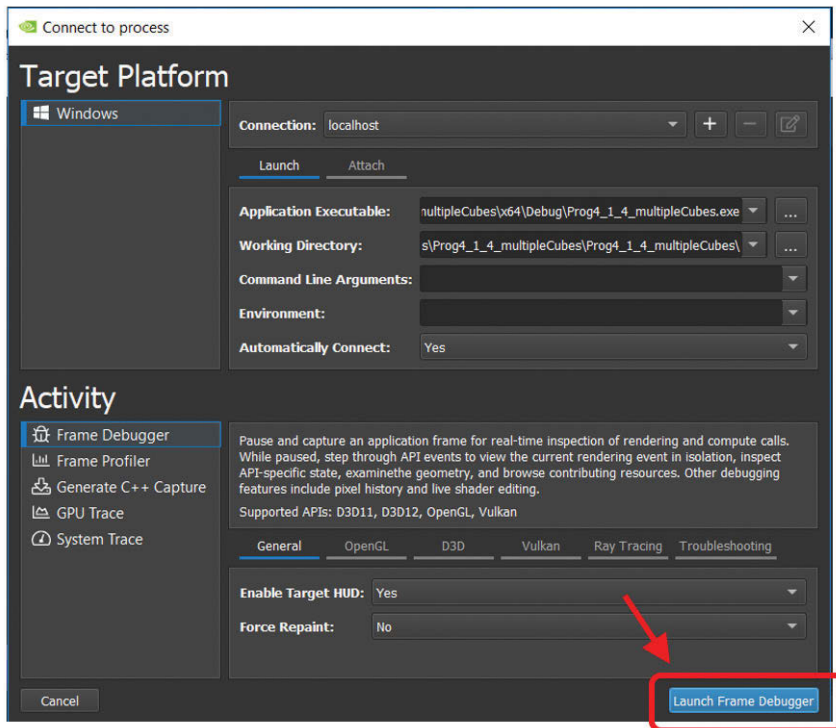 Connect to process
Target Platform
Windows
Connection: localhost
Launch Attach
Application Executable: nultipleCubes\x64\Debug\Prog4_1_4_multipleCubes.exe ...
Working Directory: s\Prog4_1_4_multipleCubes\Prog4_1_4_multipleCubes\ ...
Command Line Arguments:
Environment:
Automatically Connect: Yes
Activity
Frame Debugger
Frame Profiler
Generate C++ Capture
GPU Trace
System Trace
Pause and capture an application frame for real-time inspection of rendering and compute calls.
While paused, step through API events to view the current rendering event in isolation, inspect
API-specific state, examinethe geometry, and browse contributing resources. Other debugging
features include pixel history and live shader editing.
Supported APIs: D3D11, D3D12, OpenGL, Vulkan
General OpenGL D3D Vulkan Ray Tracing Troubleshooting
Enable Target HUD: Yes
Force Repaint: No
Cancel
Launch Frame Debugger